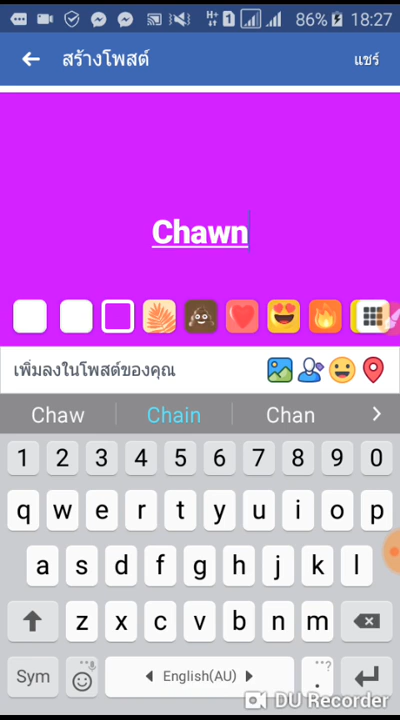 H+ 1 86% 18:27
สร้างโพสต์ แชร์
Chawn
เพิ่มลงในโพสต์ของคุณ
Chaw Chain Chan
1 2 3 4 5 6 7 8 9 0
q w e r t y u i o p
a s d f g h j k l
z x c v b n m
Sym English(AU) .
DU Recorder